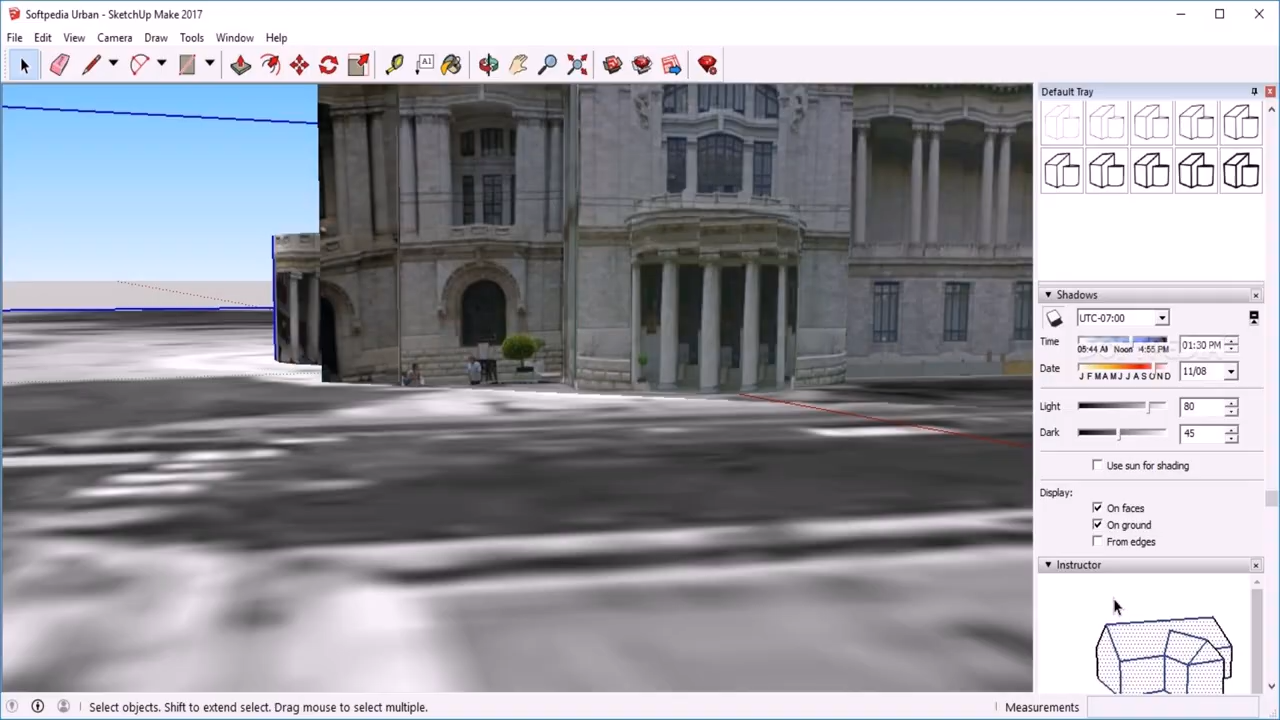 Softpedia Urban - SketchUp Make 2017
File Edit View Camera Draw Tools Window Help
A1
Default Tray
Shadows
UTC-07:00
Time
05:44 AM Noon 4:55 PM
01:30 PM
Date
J F M A M J J A S O N D
11/08
Light
80
Dark
45
Use sun for shading
Display:
On faces
On ground
From edges
Instructor
Select objects. Shift to extend select. Drag mouse to select multiple.
Measurements